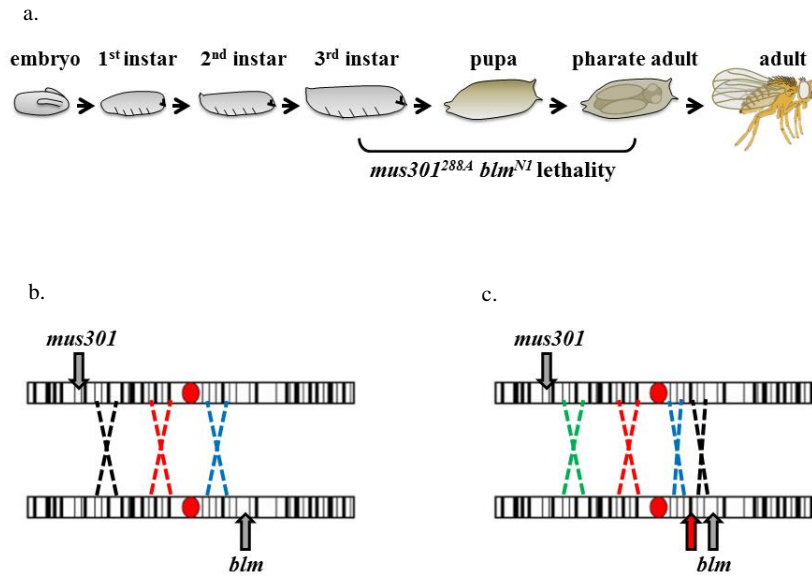 a.
embryo 1st instar 2nd instar 3rd instar pupa pharate adult adult
mus301288A blmN1 lethality
b. c.
mus301 mus301
blm blm